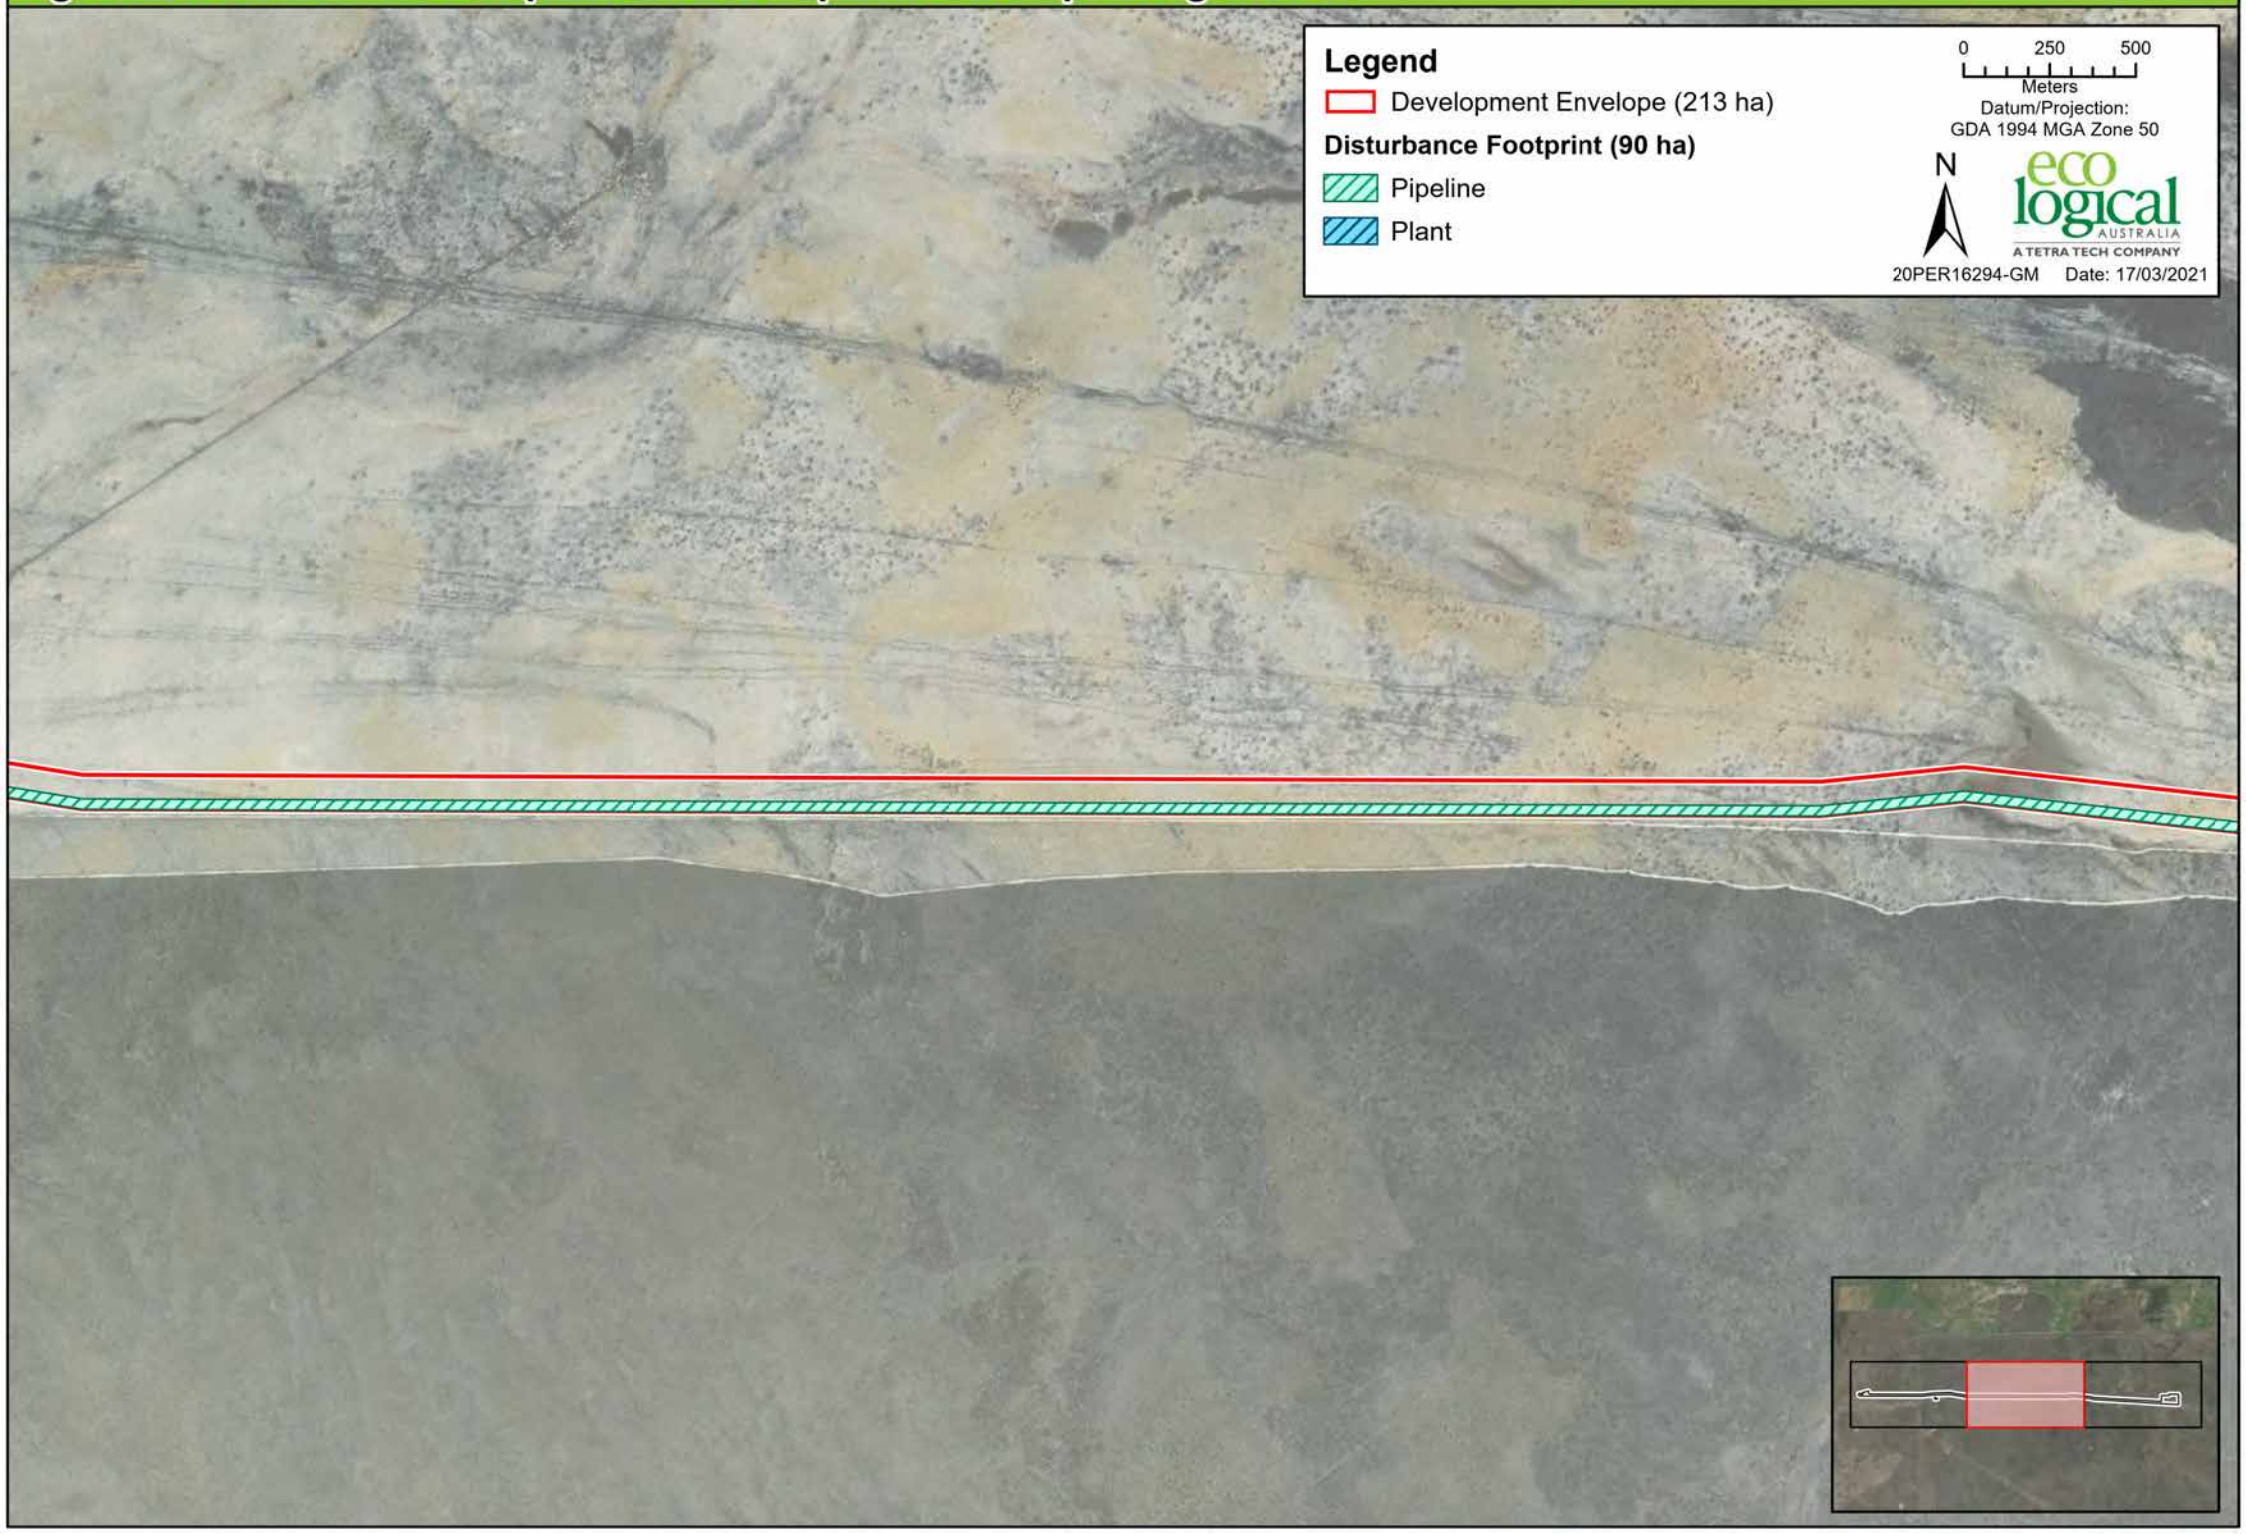 Legend
Development Envelope (213 ha)
Disturbance Footprint (90 ha)
Pipeline
Plant
0 250 500
Meters
Datum/Projection:
GDA 1994 MGA Zone 50
N
eco
logical
AUSTRALIA
A TETRA TECH COMPANY
20PER16294-GM Date: 17/03/2021